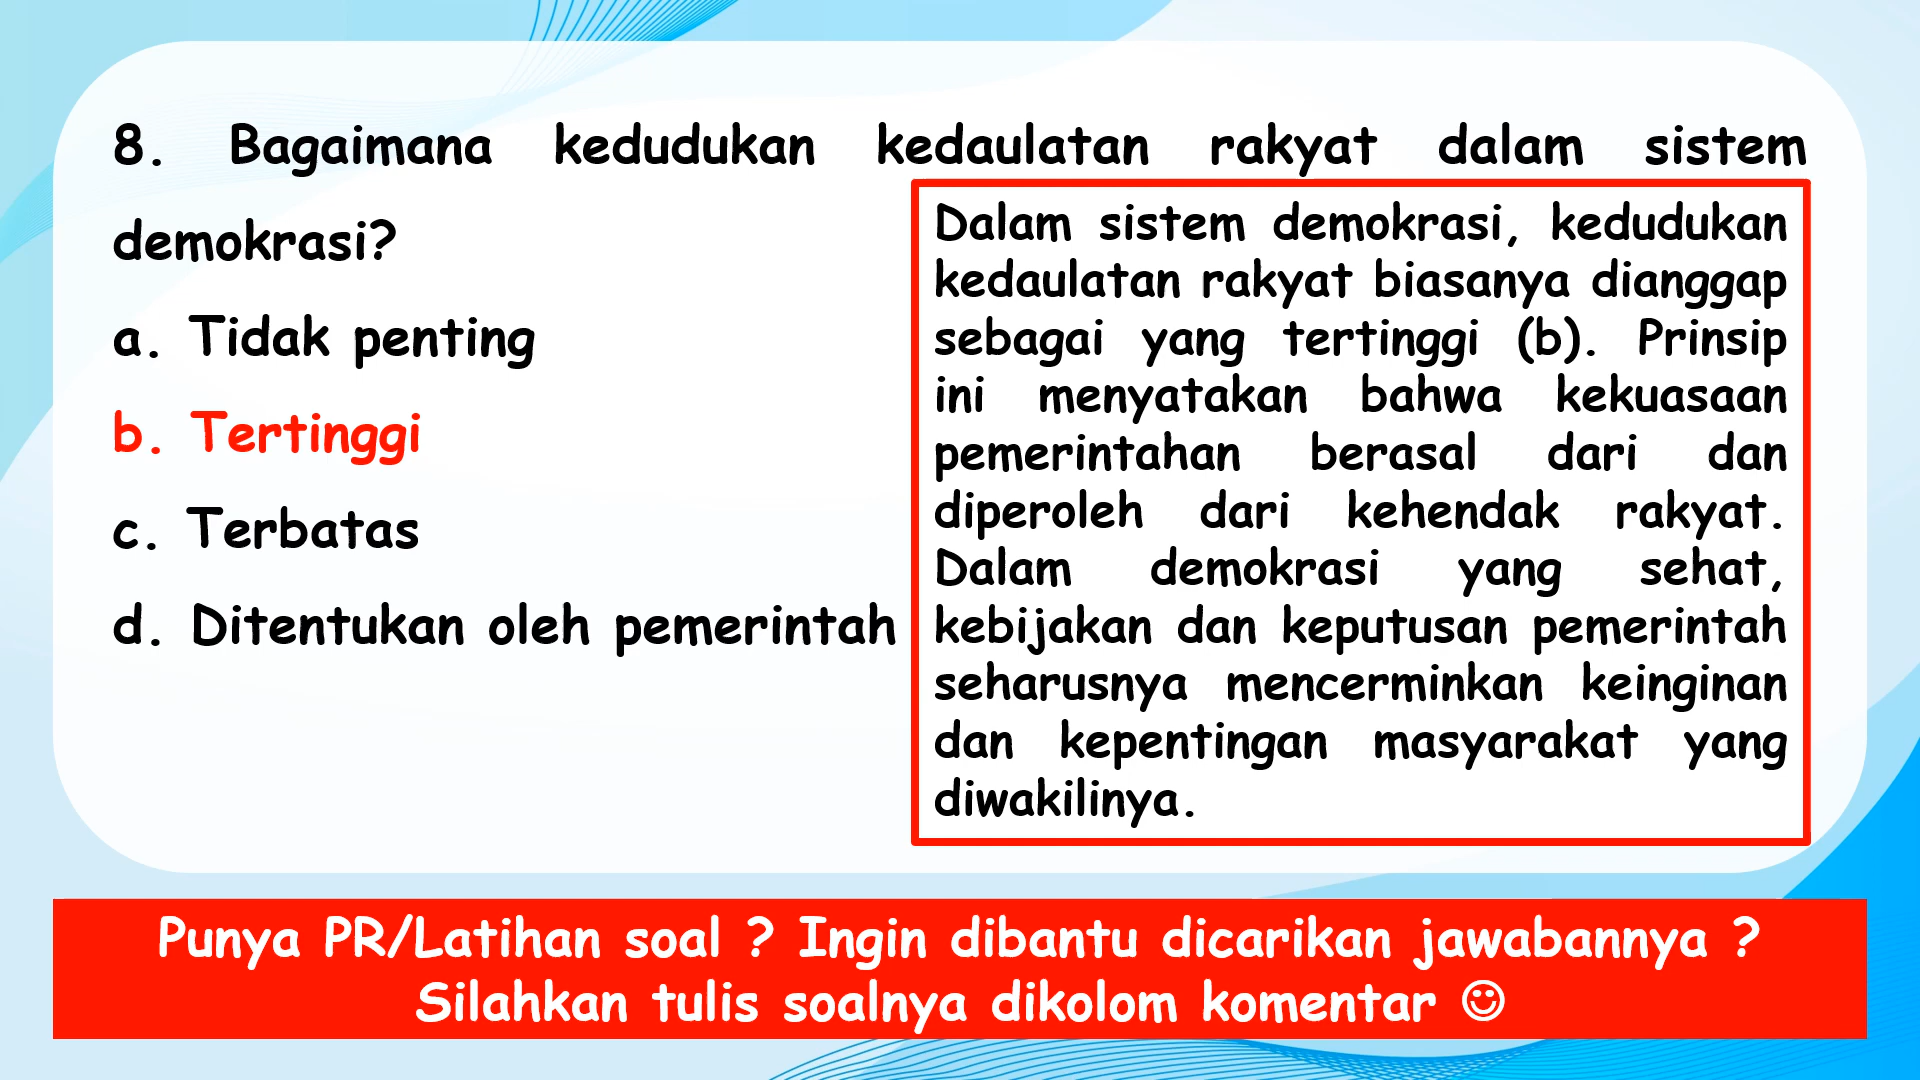 8. Bagaimana kedudukan kedaulatan rakyat dalam sistem
demokrasi?
a. Tidak penting
b. Tertinggi
c. Terbatas
d. Ditentukan oleh pemerintah
Dalam sistem demokrasi, kedudukan
kedaulatan rakyat biasanya dianggap
sebagai yang tertinggi (b). Prinsip
ini menyatakan bahwa kekuasaan
pemerintahan berasal dari dan
diperoleh dari kehendak rakyat.
Dalam demokrasi yang sehat,
kebijakan dan keputusan pemerintah
seharusnya mencerminkan keinginan
dan kepentingan masyarakat yang
diwakilinya.
Punya PR/Latihan soal ? Ingin dibantu dicarikan jawabannya ?
Silahkan tulis soalnya dikolom komentar ☺